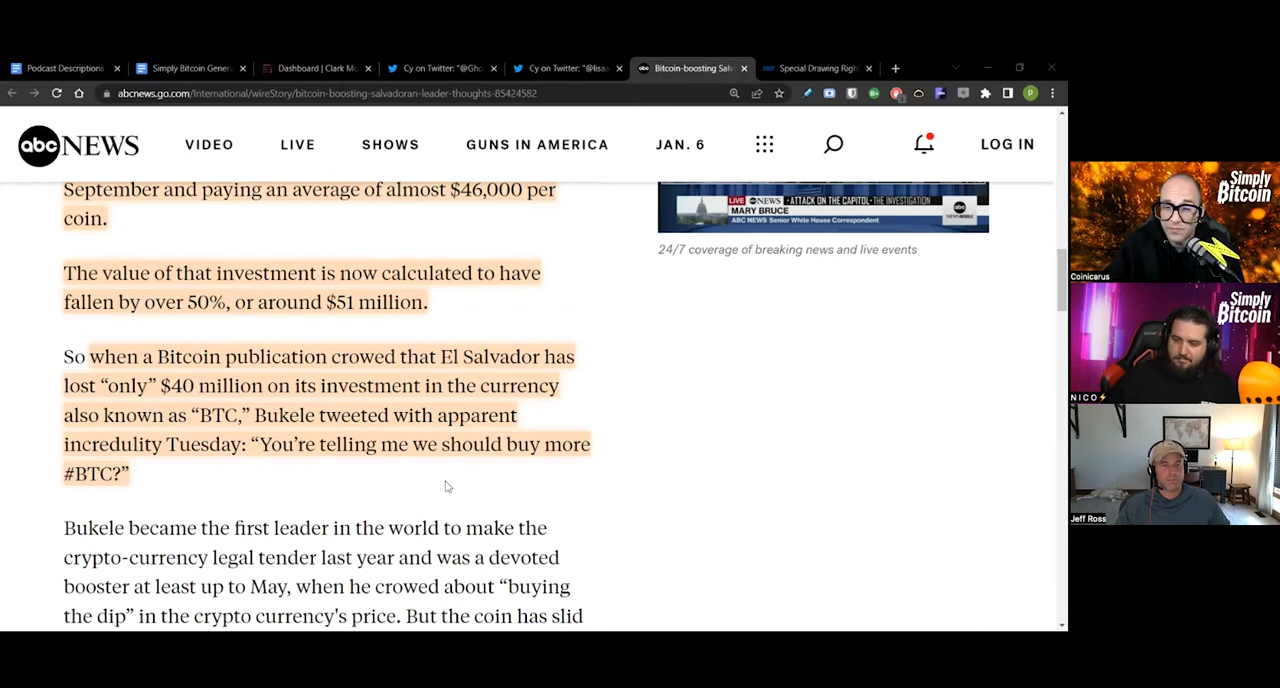 Podcast Descriptions
Simply Bitcoin Gener
Dashboard | Clark Mo
Cy on Twitter: "@Gho
Cy on Twitter: "@lisa
Bitcoin-boosting Salv
Special Drawing Righ
abcnews.go.com/International/wireStory/bitcoin-boosting-salvadoran-leader-thoughts-85424582
abc NEWS
VIDEO
LIVE
SHOWS
GUNS IN AMERICA
JAN. 6
LOG IN
September and paying an average of almost $46,000 per
coin.
The value of that investment is now calculated to have
fallen by over 50%, or around $51 million.
So when a Bitcoin publication crowed that El Salvador has
lost “only” $40 million on its investment in the currency
also known as “BTC,” Bukele tweeted with apparent
incredulity Tuesday: “You’re telling me we should buy more
#BTC?”
Bukele became the first leader in the world to make the
crypto-currency legal tender last year and was a devoted
booster at least up to May, when he crowed about “buying
the dip” in the crypto currency's price. But the coin has slid
LIVE abc NEWS • ATTACK ON THE CAPITOL • THE INVESTIGATION
MARY BRUCE
ABC NEWS Senior White House Correspondent
24/7 coverage of breaking news and live events
Simply
Bitcoin
Coinicarus
Simply
Bitcoin
NICO⚡
Jeff Ross